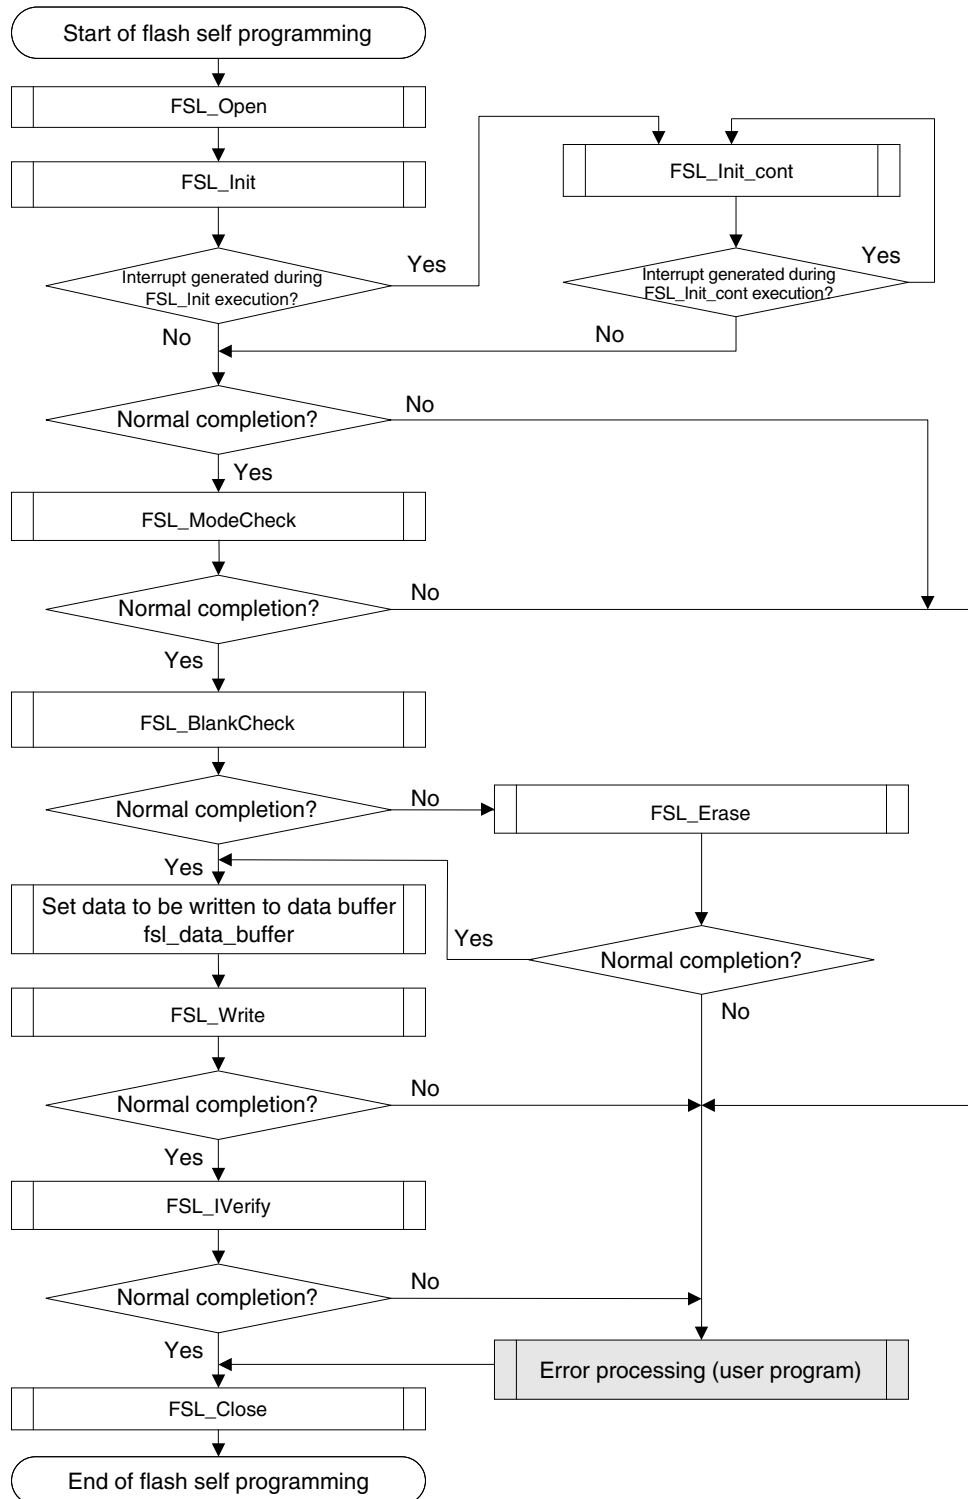 Start of flash self programming
FSL_Open
FSL_Init
FSL_Init_cont
Interrupt generated during
FSL_Init execution?
Yes
Interrupt generated during
FSL_Init_cont execution?
Yes
No
No
Normal completion?
No
Yes
FSL_ModeCheck
Normal completion?
No
Yes
FSL_BlankCheck
Normal completion?
No
FSL_Erase
Yes
Set data to be written to data buffer
fsl_data_buffer
Yes
Normal completion?
No
FSL_Write
Normal completion?
No
Yes
FSL_IVerify
Normal completion?
No
Yes
Error processing (user program)
FSL_Close
End of flash self programming